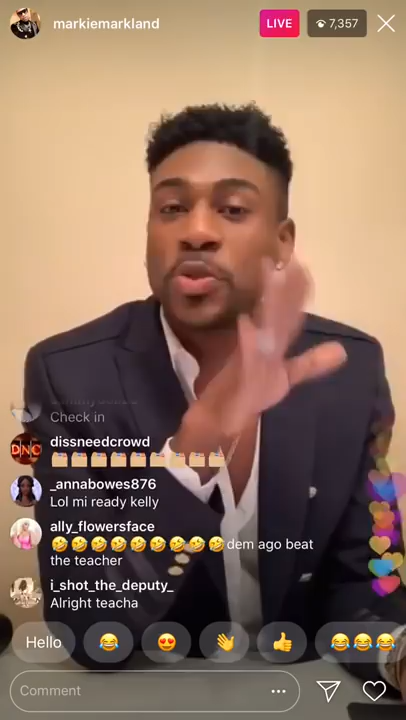 markiemarkland
LIVE
7,357
Check in
dissneedcrowd
🗂🗂🗂🗂🗂🗂🗂🗂🗂
_annabowes876
Lol mi ready kelly
ally_flowersface
🤣🤣🤣🤣🤣🤣🤣🤣🤣dem ago beat
the teacher
i_shot_the_deputy_
Alright teacha
Hello 😂 😍 👋 👍 😂😂😂
Comment